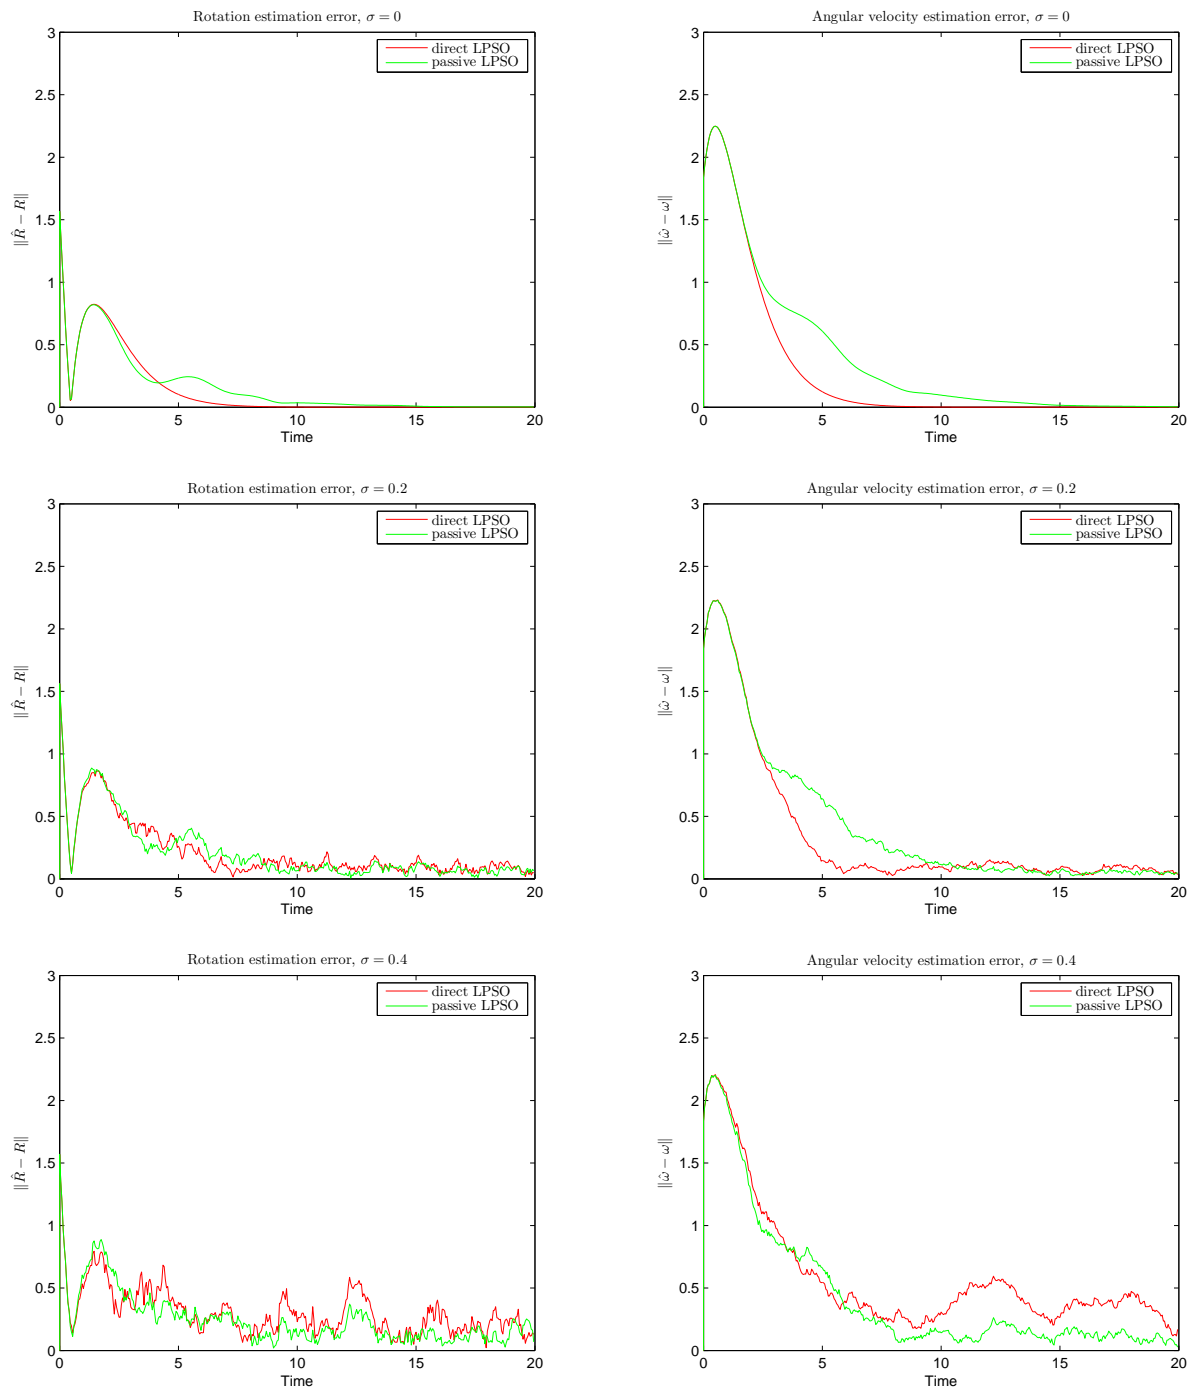 Rotation estimation error, σ = 0
3
2.5
2
1.5
1
0.5
0
‖R̂ − R‖
direct LPSO
passive LPSO
0 5 10 15 20
Time
Angular velocity estimation error, σ = 0
3
2.5
2
1.5
1
0.5
0
‖ω̂ − ω‖
direct LPSO
passive LPSO
0 5 10 15 20
Time
Rotation estimation error, σ = 0.2
3
2.5
2
1.5
1
0.5
0
‖R̂ − R‖
direct LPSO
passive LPSO
0 5 10 15 20
Time
Angular velocity estimation error, σ = 0.2
3
2.5
2
1.5
1
0.5
0
‖ω̂ − ω‖
direct LPSO
passive LPSO
0 5 10 15 20
Time
Rotation estimation error, σ = 0.4
3
2.5
2
1.5
1
0.5
0
‖R̂ − R‖
direct LPSO
passive LPSO
0 5 10 15 20
Time
Angular velocity estimation error, σ = 0.4
3
2.5
2
1.5
1
0.5
0
‖ω̂ − ω‖
direct LPSO
passive LPSO
0 5 10 15 20
Time